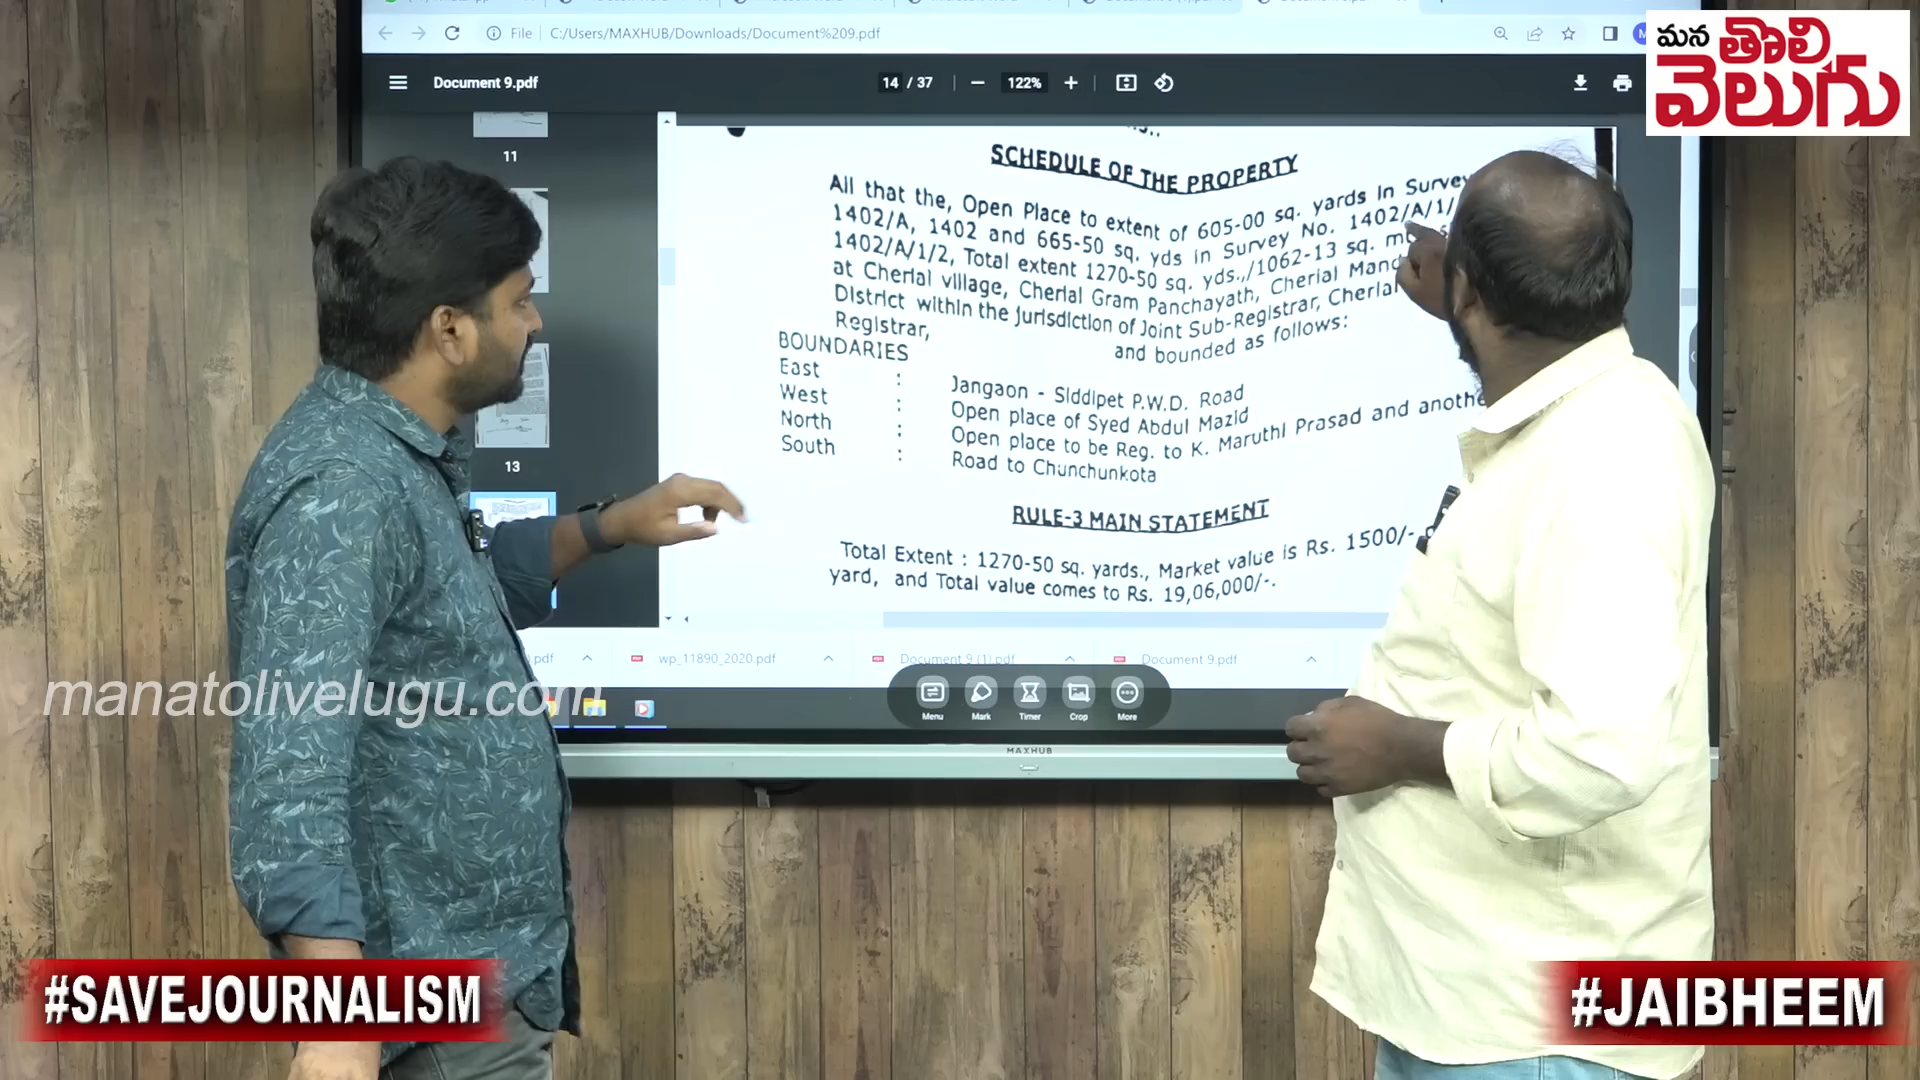 File
C:/Users/MAXHUB/Downloads/Document%209.pdf
Document 9.pdf
14 / 37
122%
మన
తొలి
వెలుగు
11
13
SCHEDULE OF THE PROPERTY
All that the, Open Place to extent of 605-00 sq. yards in Survey
1402/A, 1402 and 665-50 sq. yds in Survey No. 1402/A/1/
1402/A/1/2, Total extent 1270-50 sq. yds.,/1062-13 sq.
at Cherial village, Cherial Gram Panchayath, Cherial
District within the jurisdiction of Joint Sub-Registrar, Cherial
Registrar,
and bounded as follows:
BOUNDARIES
East : Jangaon - Siddipet P.W.D. Road
West : Open place of Syed Abdul Mazid
North : Open place to be Reg. to K. Maruthi Prasad and
South : Road to Chunchunkota
RULE-3 MAIN STATEMENT
Total Extent : 1270-50 sq. yards., Market value is Rs. 1500/-
yard, and Total value comes to Rs. 19,06,000/-.
.pdf
wp_11890_2020.pdf
Document 9 (1).pdf
Document 9.pdf
Menu
Mark
Timer
Crop
More
MAXHUB
manatolivelugu.com
#SAVEJOURNALISM
#JAIBHEEM